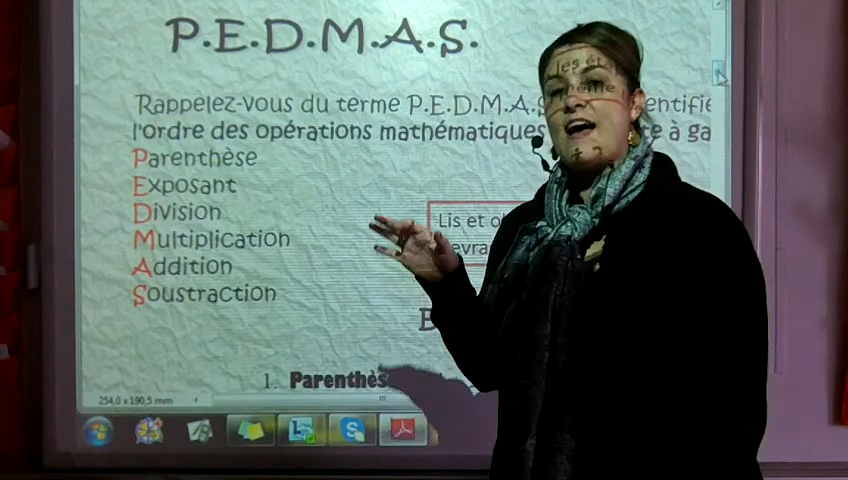 P.E.D.M.A.S.
Rappelez-vous du terme P.E.D.M.A.S
l'ordre des opérations mathématiques à
Parenthèse
Exposant
Division
Multiplication
Addition
Soustraction
Lis et
1. Parenthès
254,0 x 190,5 mm